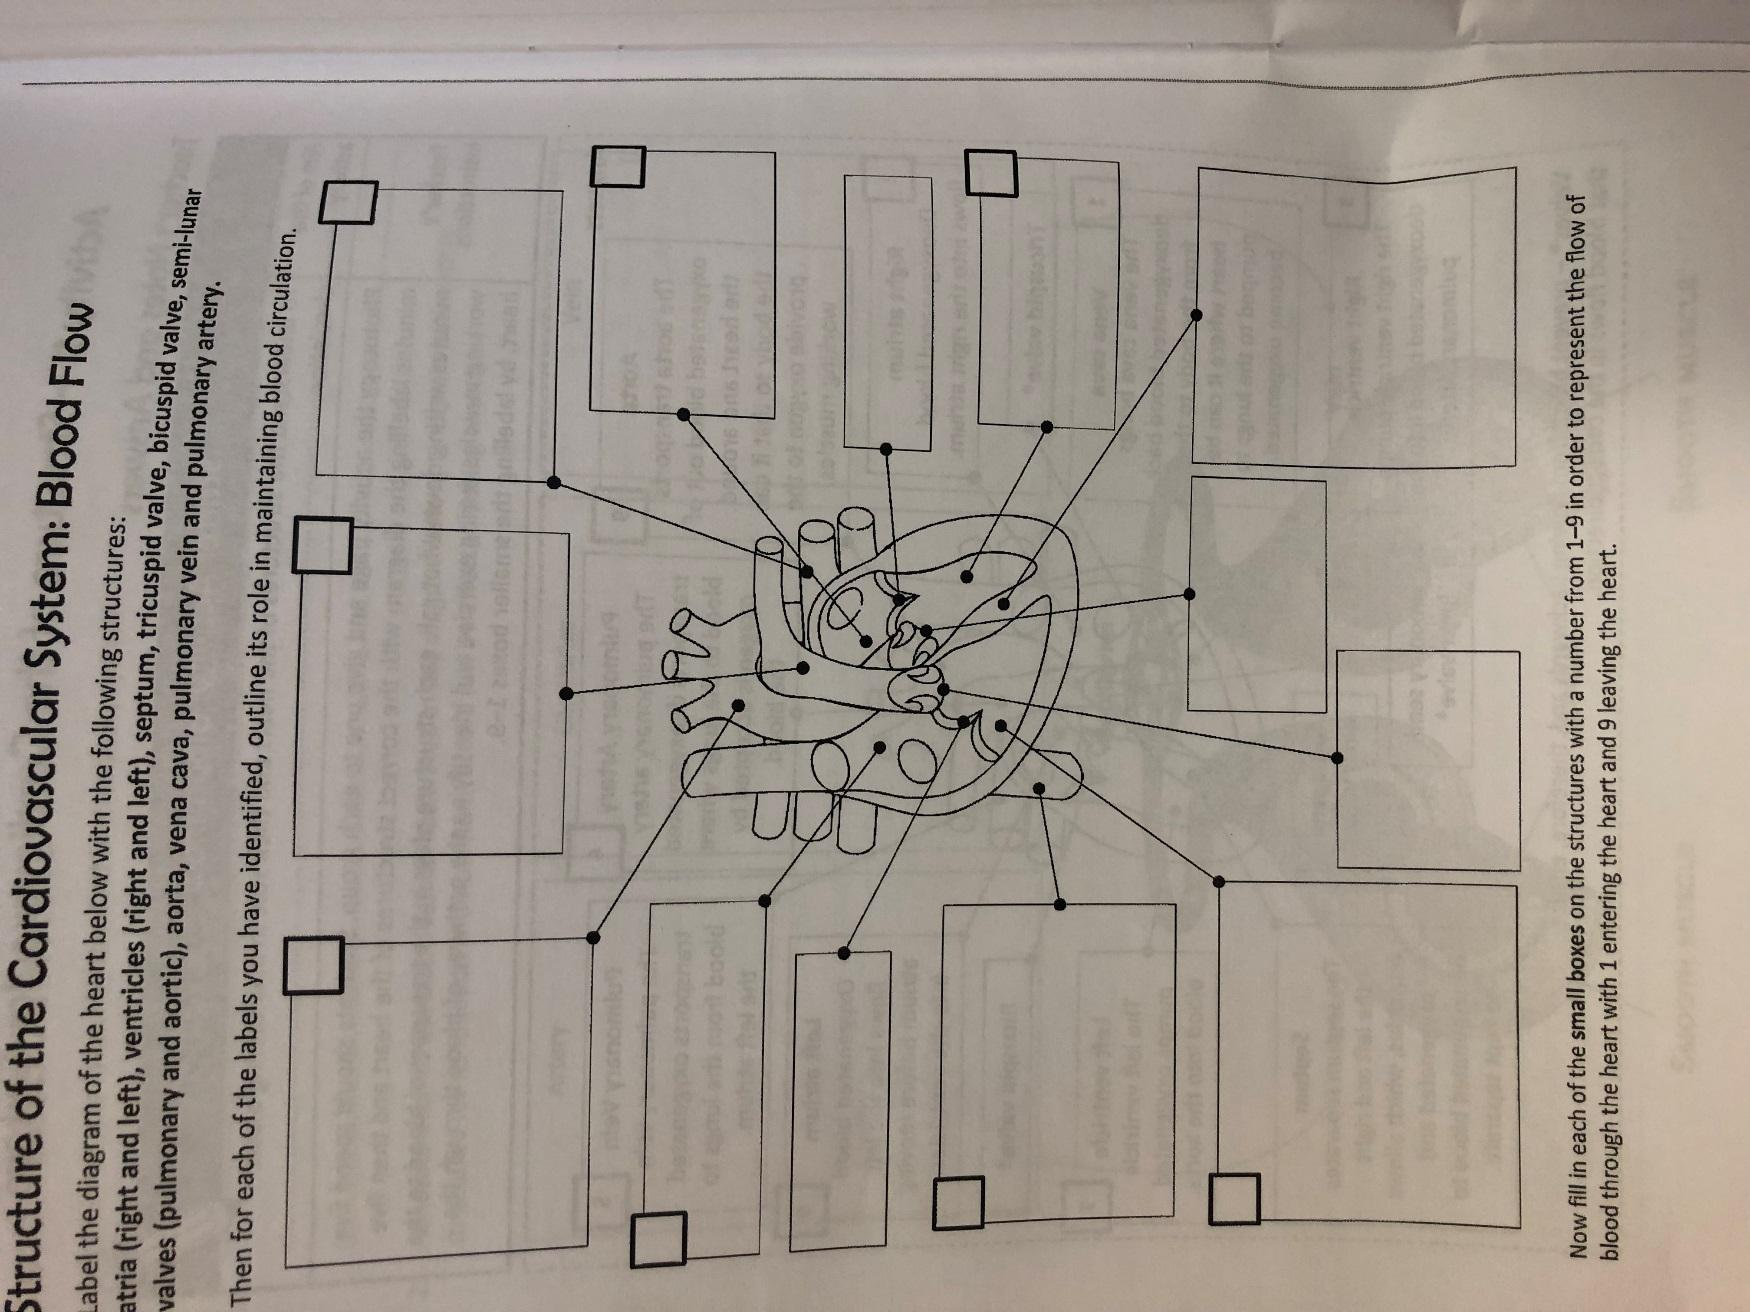 Structure of the Cardiovascular System: Blood Flow
Label the diagram of the heart below with the following structures:
atria (right and left), ventricles (right and left), septum, tricuspid valve, bicuspid valve, semi-lunar
valves (pulmonary and aortic), aorta, vena cava, pulmonary vein and pulmonary artery.
Then for each of the labels you have identified, outline its role in maintaining blood circulation.
Now fill in each of the small boxes on the structures with a number from 1–9 in order to represent the flow of
blood through the heart with 1 entering the heart and 9 leaving the heart.